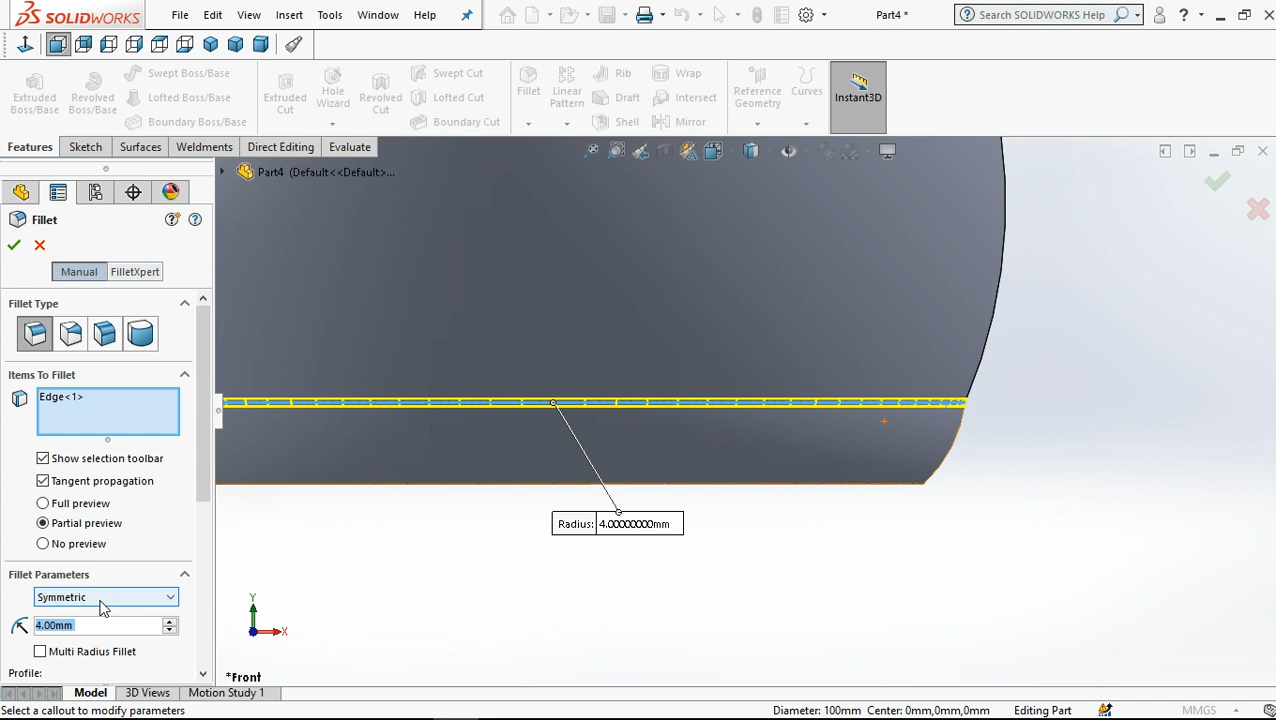 SOLIDWORKS File Edit View Insert Tools Window Help Part4 * Search SOLIDWORKS Help ?
Extruded Boss/Base Revolved Boss/Base Swept Boss/Base Lofted Boss/Base Boundary Boss/Base Extruded Cut Hole Wizard Revolved Cut Swept Cut Lofted Cut Boundary Cut Fillet Linear Pattern Rib Draft Shell Wrap Intersect Mirror Reference Geometry Curves Instant3D
Features Sketch Surfaces Weldments Direct Editing Evaluate
Part4 (Default<<Default>...
Fillet
Manual FilletXpert
Fillet Type
Items To Fillet
Edge<1>
Show selection toolbar
Tangent propagation
Full preview
Partial preview
No preview
Radius: 4.00000000mm
Fillet Parameters
Symmetric
4.00mm
Multi Radius Fillet
Profile:
Y
X
*Front
Model 3D Views Motion Study 1
Select a callout to modify parameters Diameter: 100mm Center: 0mm,0mm,0mm Editing Part MMGS